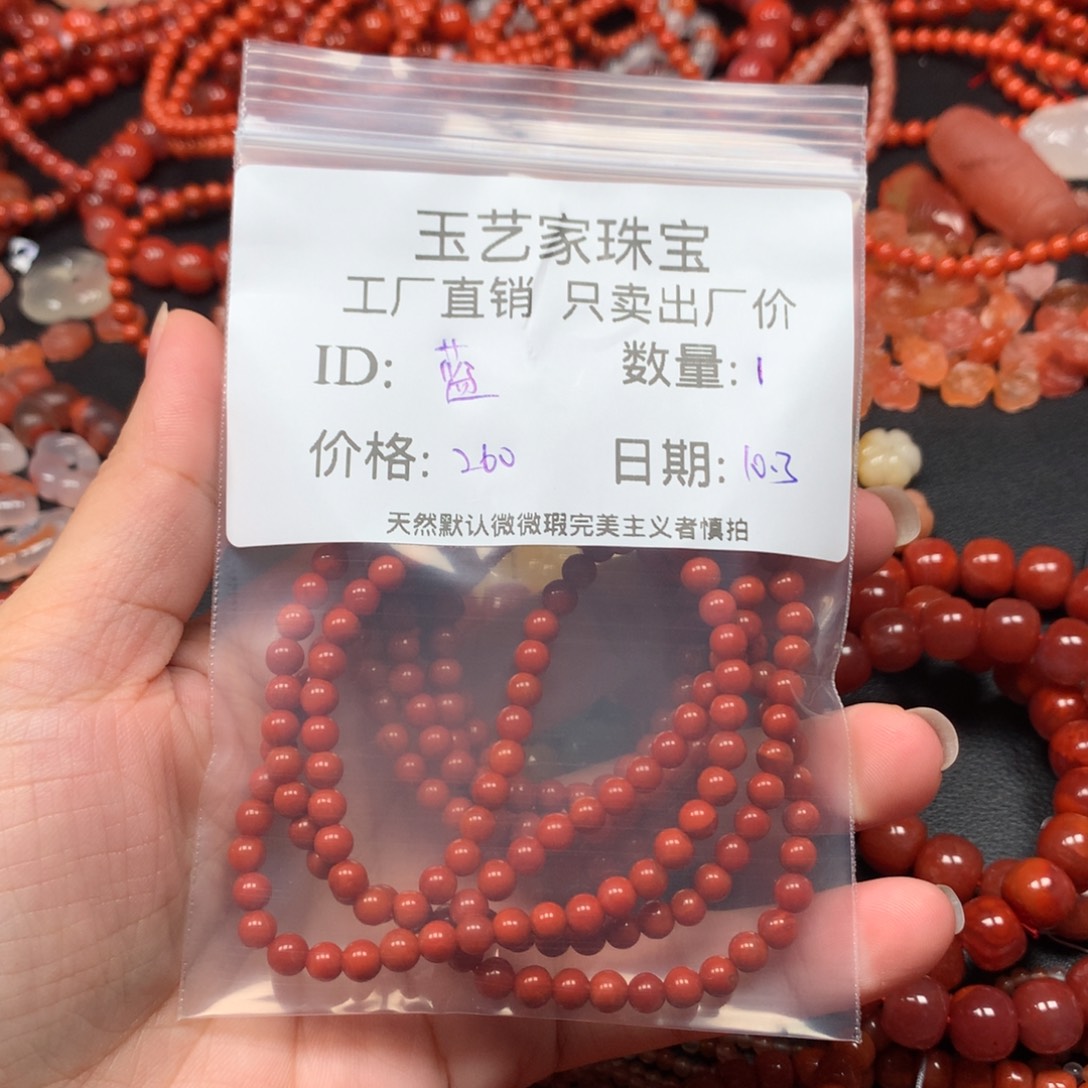 玉艺家珠宝
工厂直销 只卖出厂价
ID: 蓝 数量: 1
价格: 260 日期: 10.3
天然默认微微瑕完美主义者慎拍